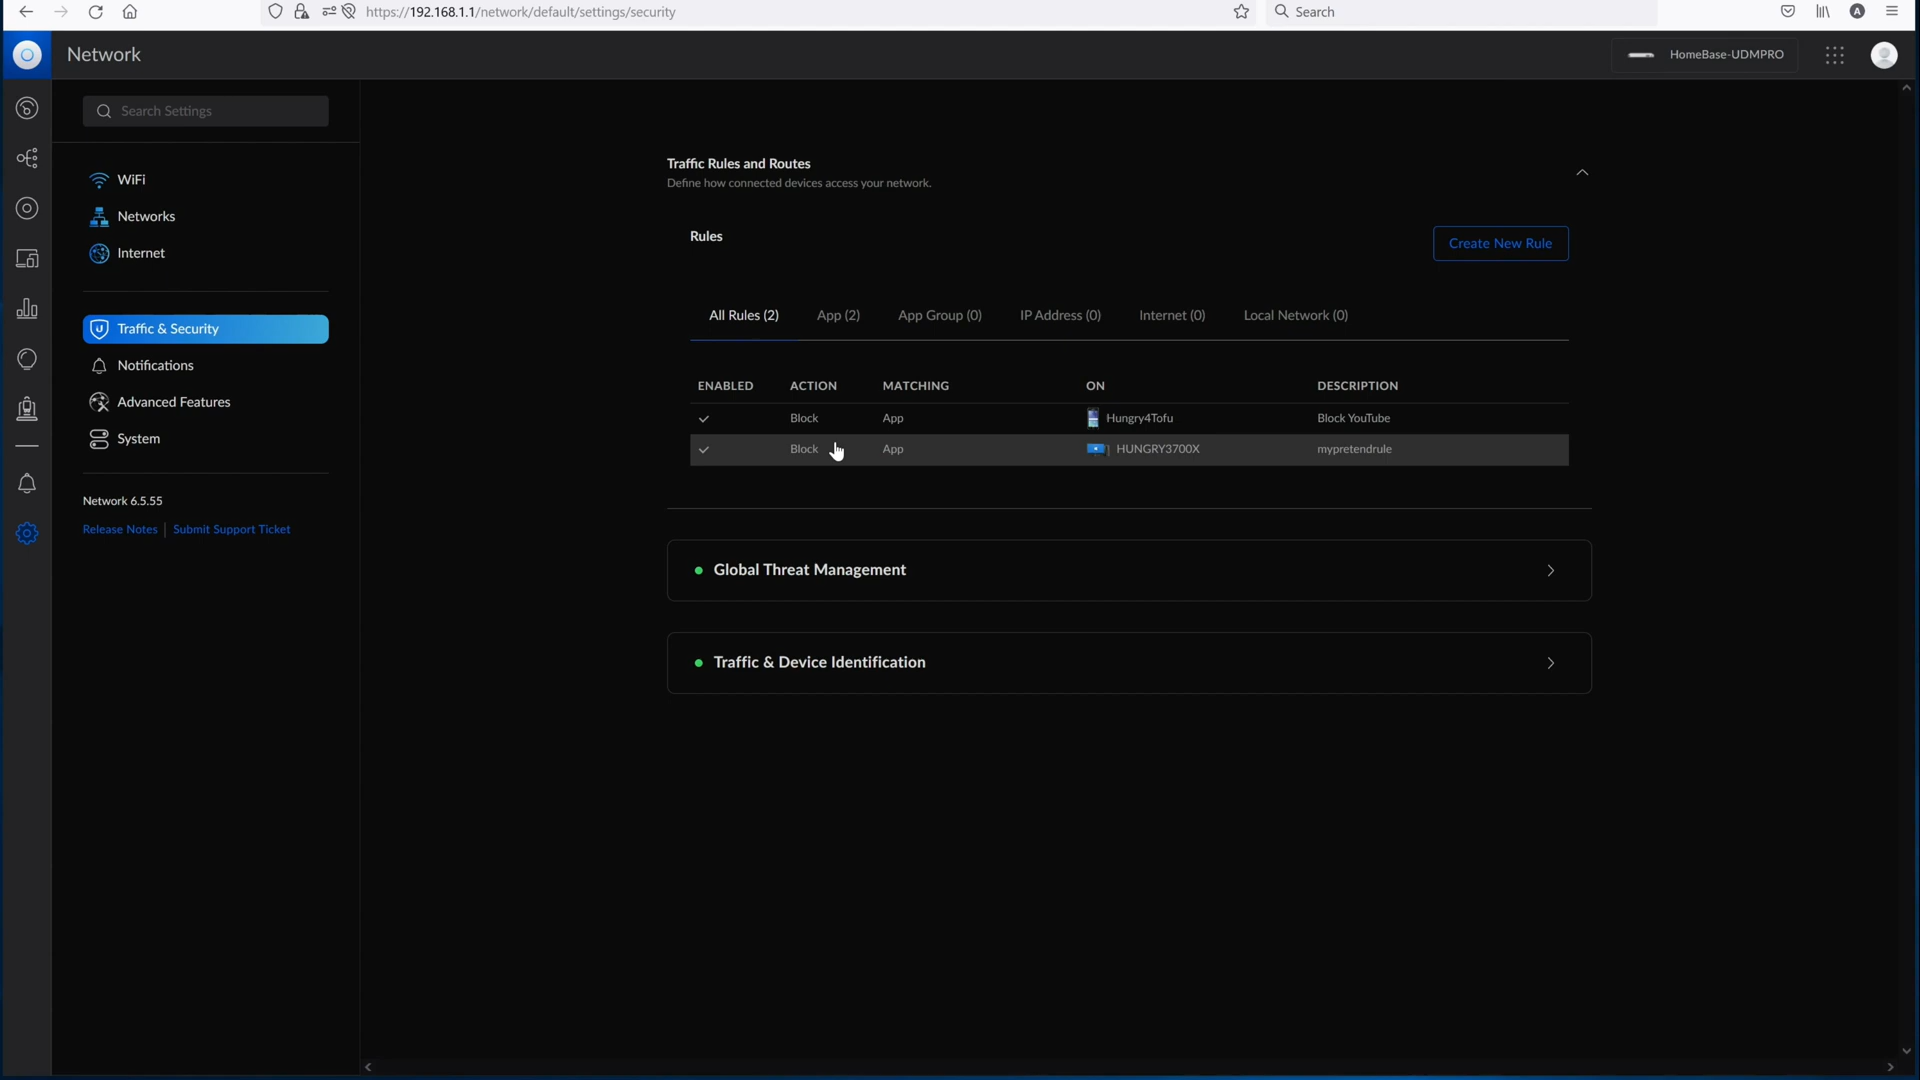 https://192.168.1.1/network/default/settings/security
Search
A
Network
HomeBase-UDMPRO
Search Settings
WiFi
Networks
Internet
Traffic & Security
Notifications
Advanced Features
System
Network 6.5.55
Release Notes | Submit Support Ticket
Traffic Rules and Routes
Define how connected devices access your network.
Rules
Create New Rule
All Rules (2) App (2) App Group (0) IP Address (0) Internet (0) Local Network (0)
ENABLED ACTION MATCHING ON DESCRIPTION
Block App Hungry4Tofu Block YouTube
Block App HUNGRY3700X mypretendrule
Global Threat Management
Traffic & Device Identification